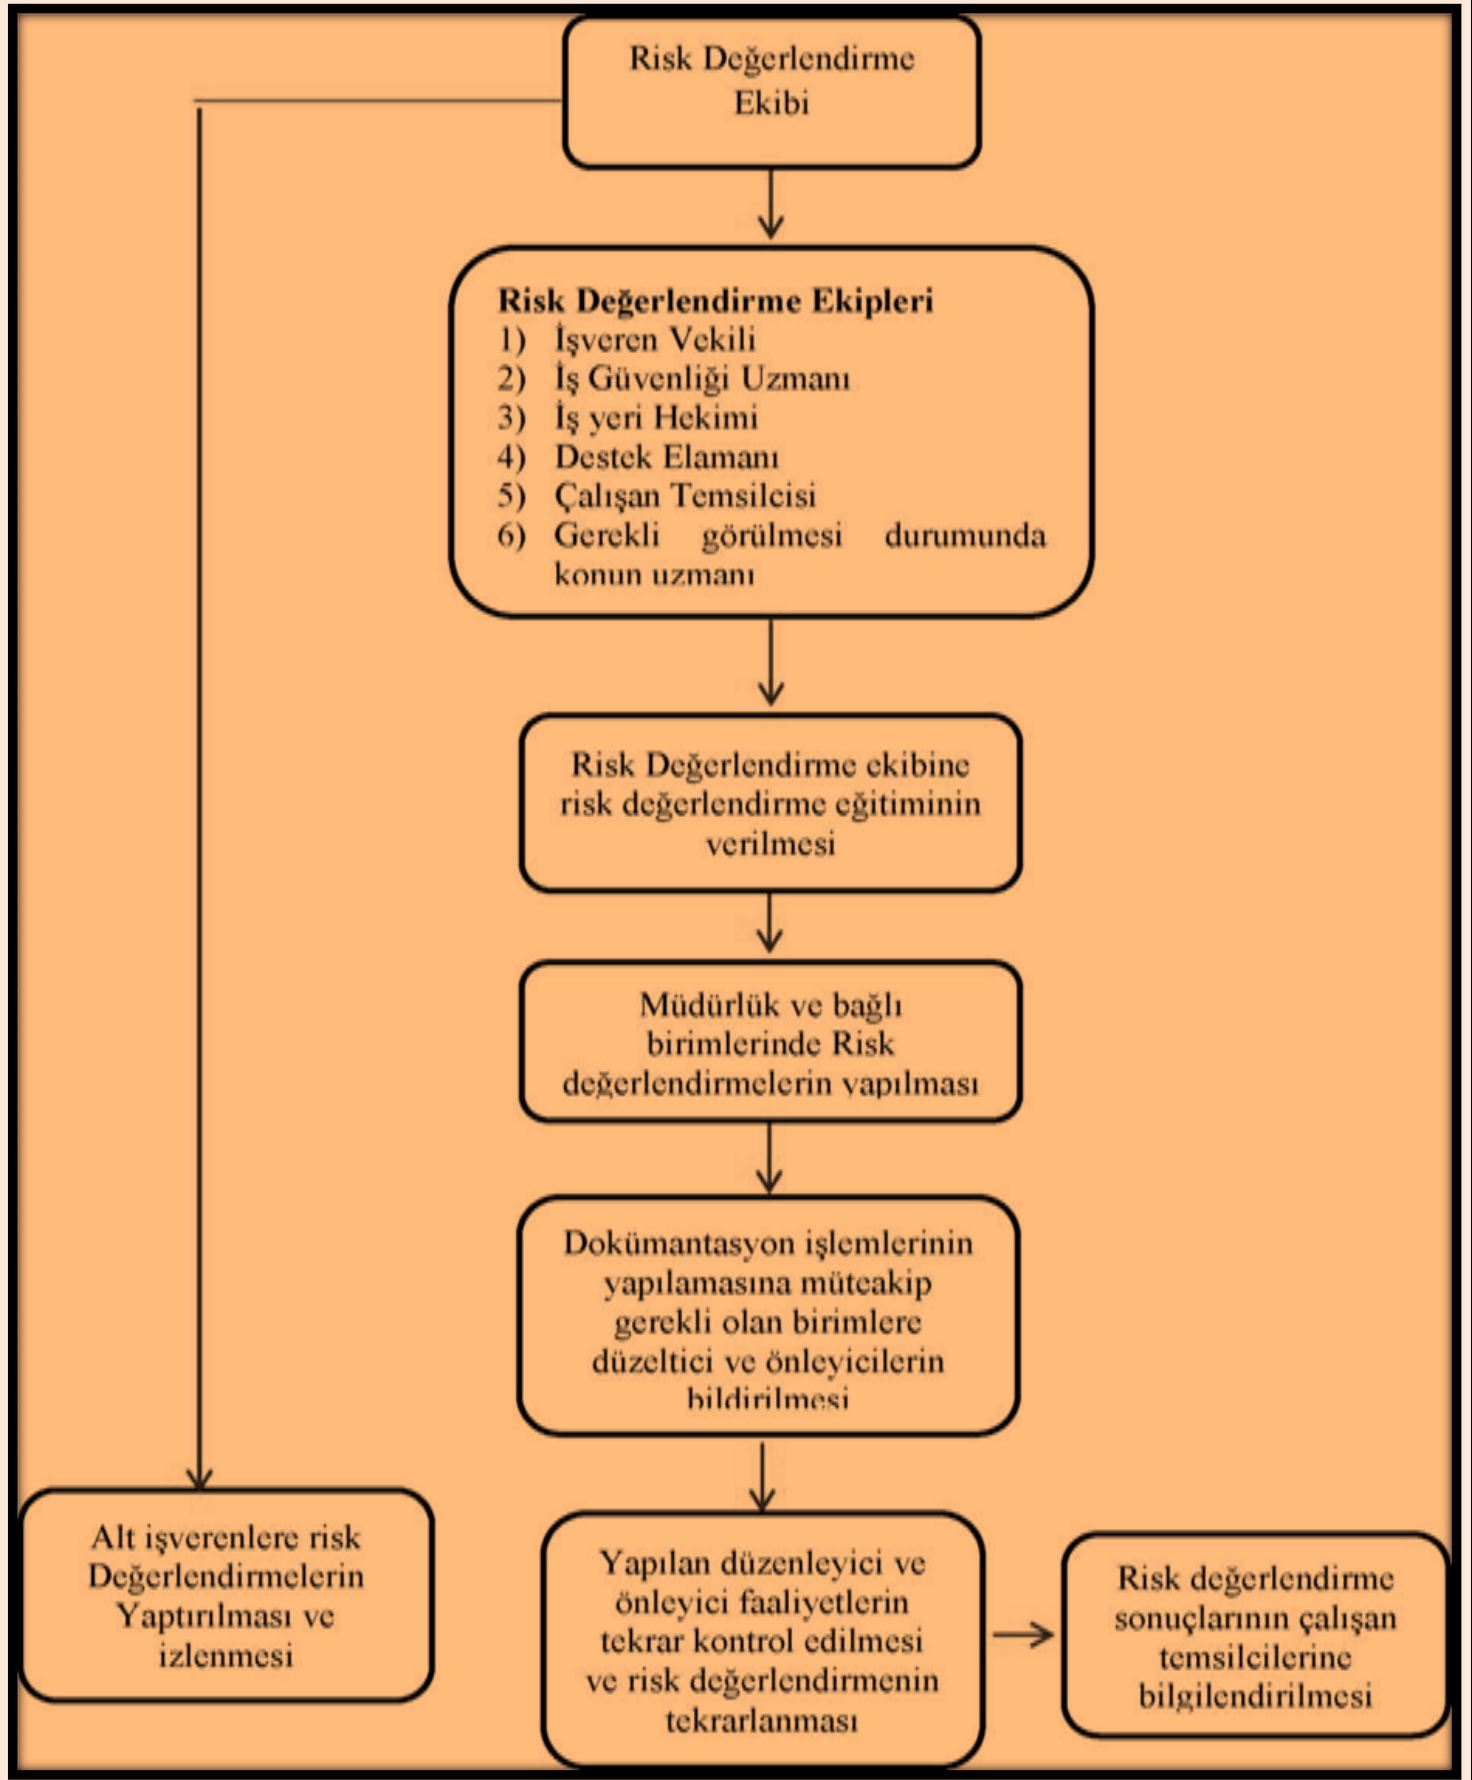 Risk Değerlendirme
Ekibi
Risk Değerlendirme Ekipleri
1) İşveren Vekili
2) İş Güvenliği Uzmanı
3) İş yeri Hekimi
4) Destek Elamanı
5) Çalışan Temsilcisi
6) Gerekli görülmesi durumunda
konun uzmanı
Risk Değerlendirme ekibine
risk değerlendirme eğitiminin
verilmesi
Müdürlük ve bağlı
birimlerinde Risk
değerlendirmelerin yapılması
Dokümantasyon işlemlerinin
yapılamasına müteakip
gerekli olan birimlere
düzeltici ve önleyicilerin
bildirilmesi
Alt işverenlere risk
Değerlendirmelerin
Yaptırılması ve
izlenmesi
Yapılan düzenleyici ve
önleyici faaliyetlerin
tekrar kontrol edilmesi
ve risk değerlendirmenin
tekrarlanması
Risk değerlendirme
sonuçlarının çalışan
temsilcilerine
bilgilendirilmesi